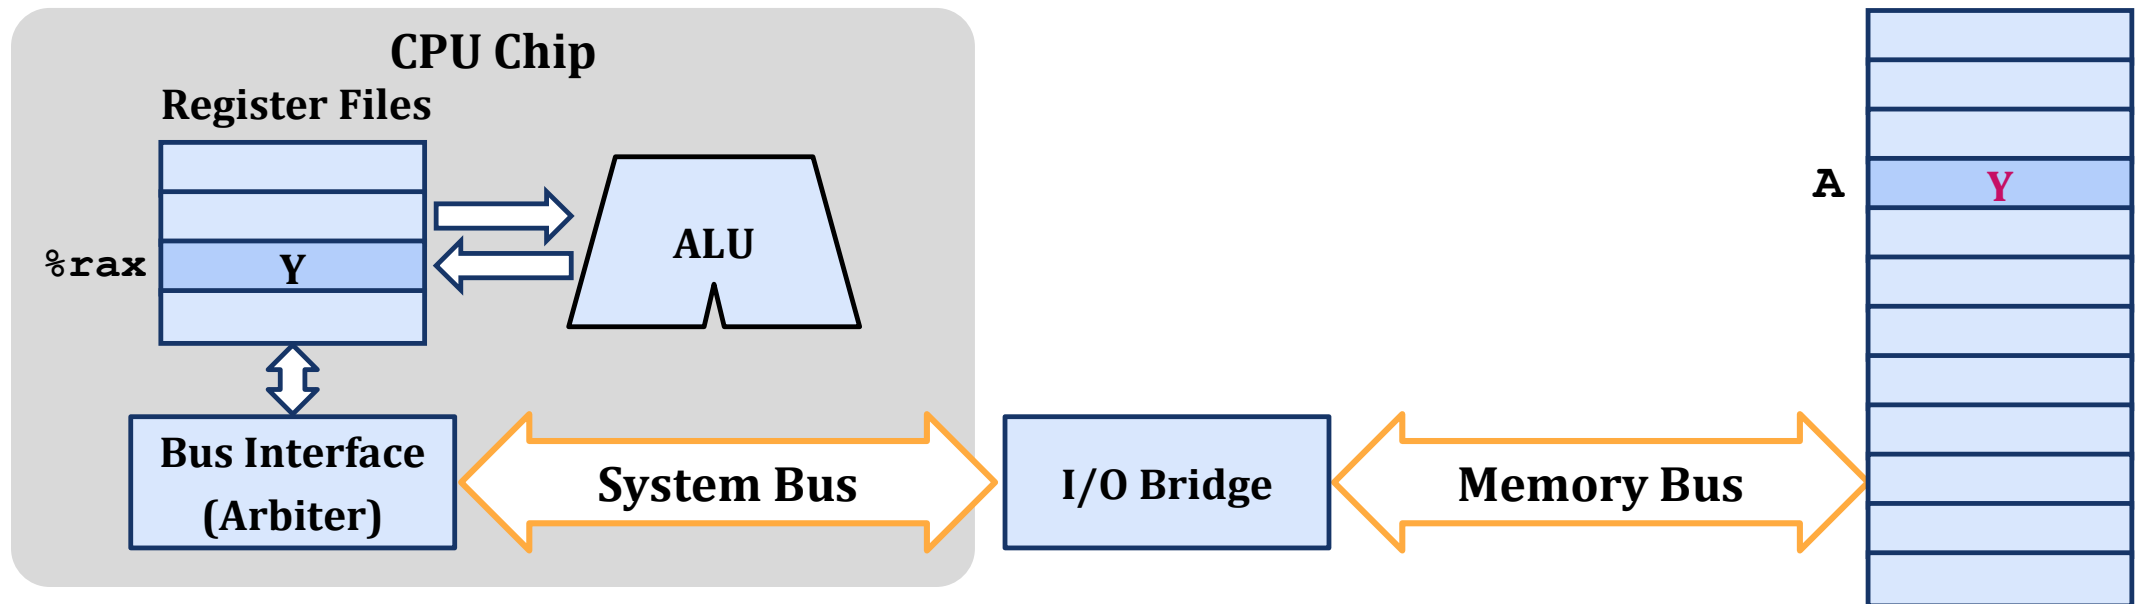 CPU Chip
Register Files
A
Y
ALU
%rax
Y
Bus Interface
(Arbiter)
System Bus
I/O Bridge
Memory Bus